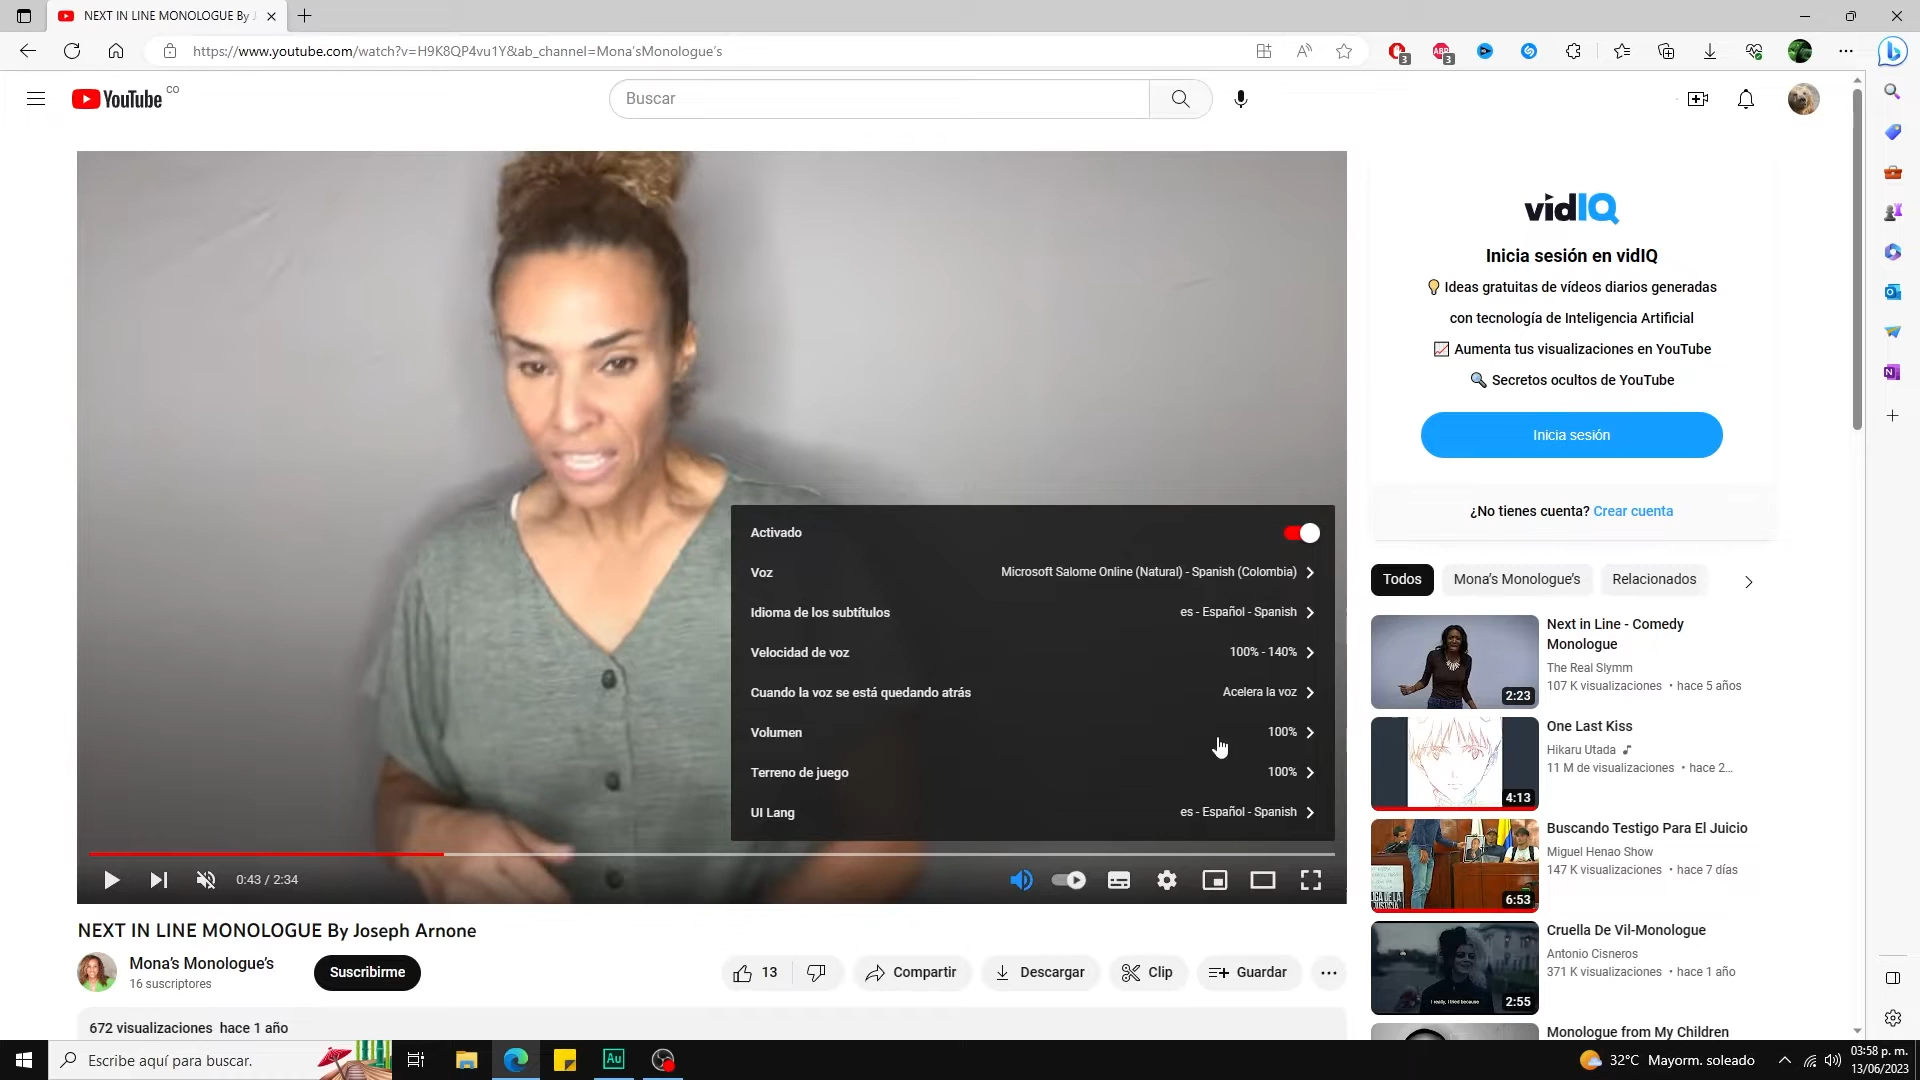 NEXT IN LINE MONOLOGUE By J
https://www.youtube.com/watch?v=H9K8QP4vu1Y&ab_channel=Mona'sMonologue's
3
ABP
3
YouTube CO
Buscar
vidIQ
Inicia sesión en vidIQ
Ideas gratuitas de vídeos diarios generadas
con tecnología de Inteligencia Artificial
Aumenta tus visualizaciones en YouTube
Secretos ocultos de YouTube
Inicia sesión
¿No tienes cuenta? Crear cuenta
Activado
Voz Microsoft Salome Online (Natural) - Spanish (Colombia)
Idioma de los subtítulos es - Español - Spanish
Velocidad de voz 100% - 140%
Cuando la voz se está quedando atrás Acelera la voz
Volumen 100%
Terreno de juego 100%
UI Lang es - Español - Spanish
0:43 / 2:34
NEXT IN LINE MONOLOGUE By Joseph Arnone
Mona's Monologue's
16 suscriptores
Suscribirme
13
Compartir
Descargar
Clip
Guardar
672 visualizaciones hace 1 año
Todos
Mona's Monologue's
Relacionados
2:23
Next in Line - Comedy
Monologue
The Real Slymm
107 K visualizaciones • hace 5 años
4:13
One Last Kiss
Hikaru Utada
11 M de visualizaciones • hace 2...
6:53
Buscando Testigo Para El Juicio
Miguel Henao Show
147 K visualizaciones • hace 7 días
I really, I tried because
2:55
Cruella De Vil-Monologue
Antonio Cisneros
371 K visualizaciones • hace 1 año
Monologue from My Children
Escribe aquí para buscar.
Au
32°C Mayorm. soleado
03:58 p. m.
13/06/2023